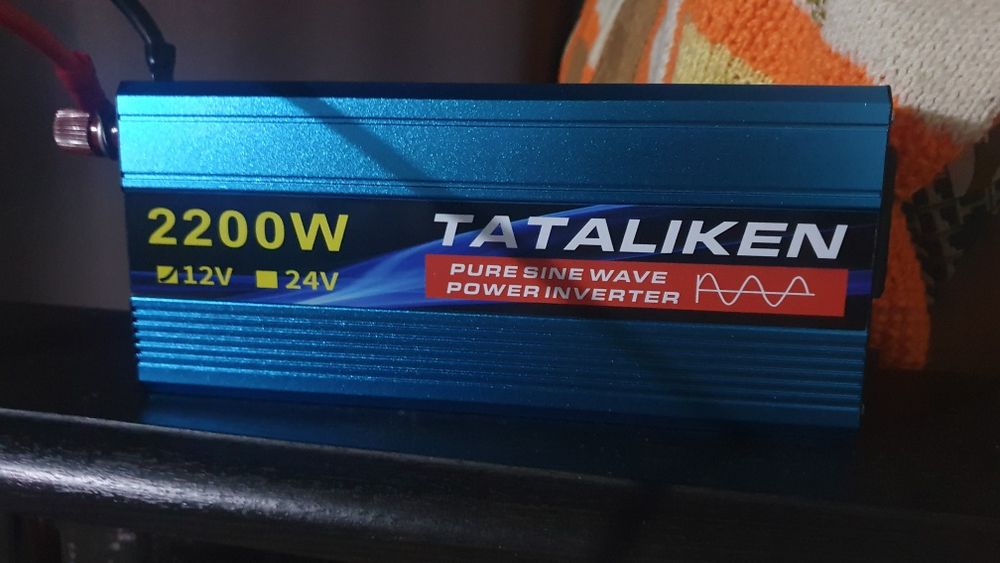 2200W
12V 24V
TATALIKEN
PURE SINE WAVE
POWER INVERTER